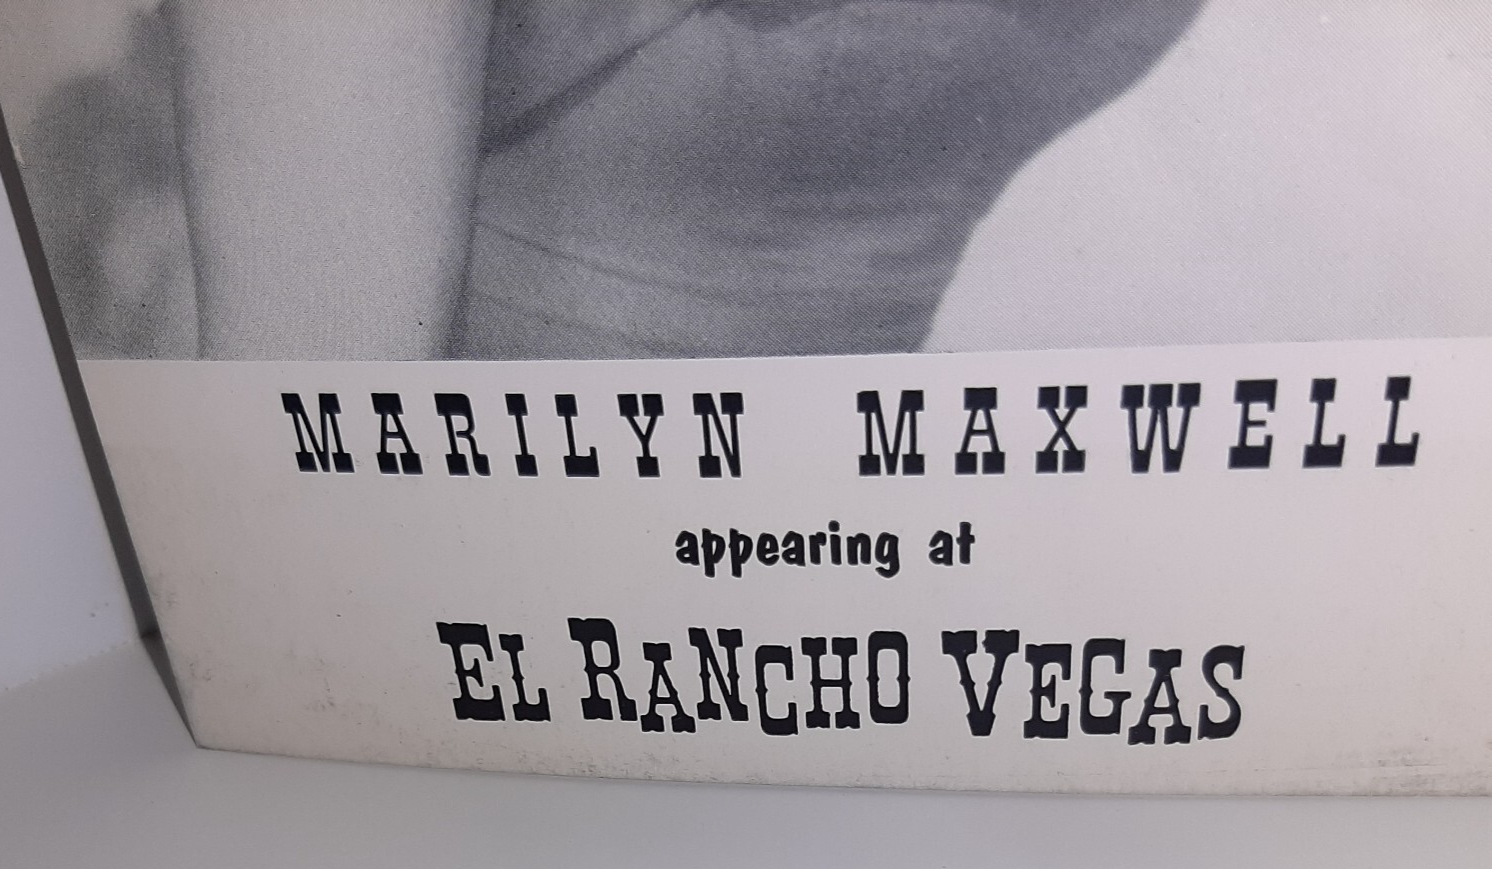 MARILYN MAXWELL
appearing at
EL RANCHO VEGAS